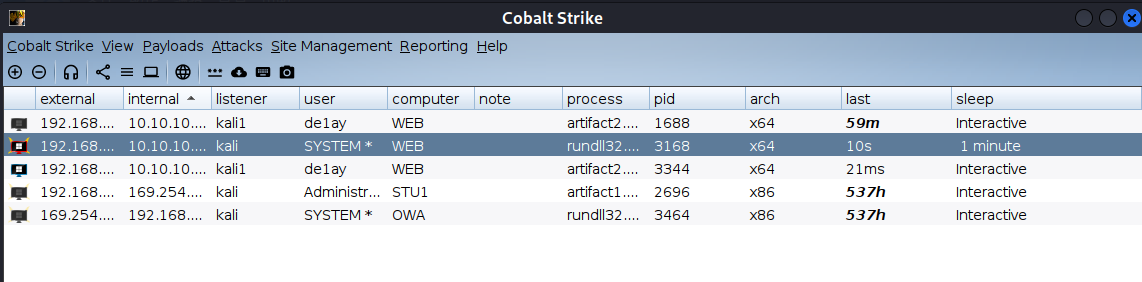 Cobalt Strike
Cobalt Strike View Payloads Attacks Site Management Reporting Help
external internal listener user computer note process pid arch last sleep
192.168.... 10.10.10.... kali1 de1ay WEB artifact2.... 1688 x64 59m Interactive
192.168.... 10.10.10.... kali SYSTEM * WEB rundll32.... 3168 x64 10s 1 minute
192.168.... 10.10.10.... kali1 de1ay WEB artifact2.... 3344 x64 21ms Interactive
192.168.... 169.254.... kali Administr... STU1 artifact1.... 2696 x86 537h Interactive
169.254.... 192.168.... kali SYSTEM * OWA rundll32.... 3464 x86 537h Interactive